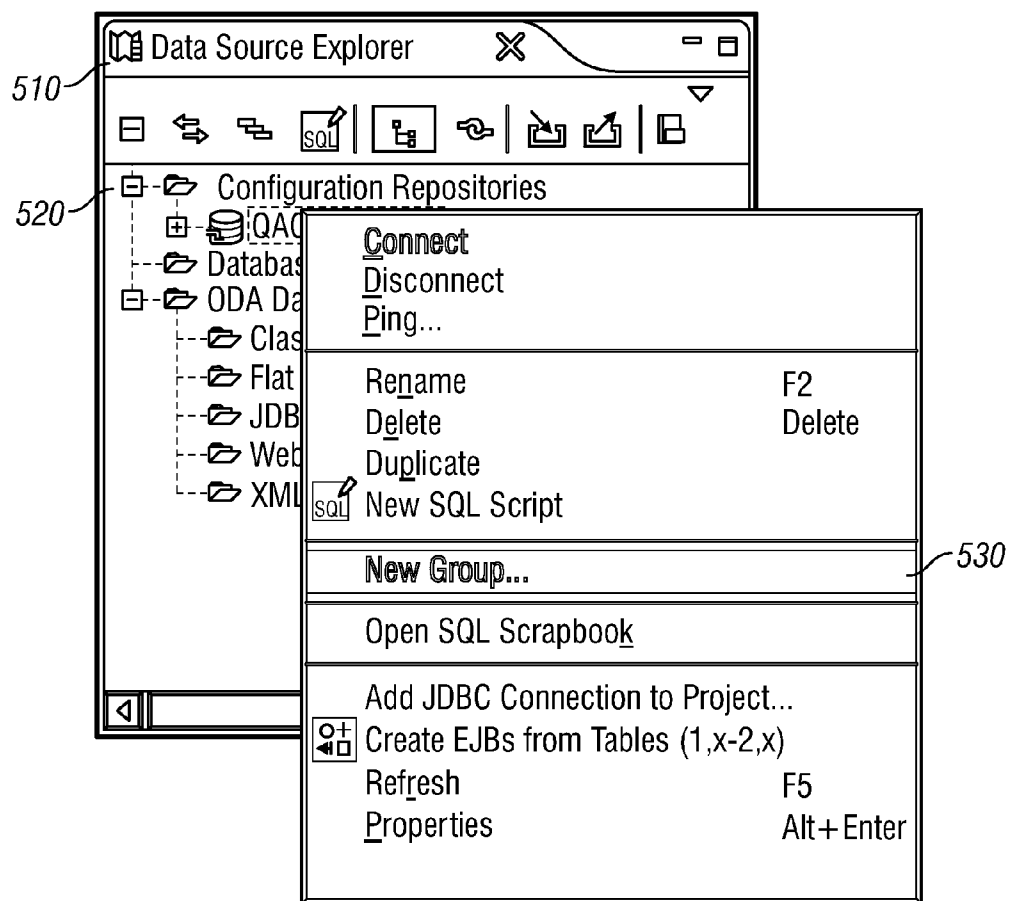 Data Source Explorer
510
SQL
Configuration Repositories
520
QAC
Databas
ODA Da
Clas
Flat
JDB
Web
XML
Connect
Disconnect
Ping...
Rename F2
Delete Delete
Duplicate
SQL New SQL Script
New Group...
530
Open SQL Scrapbook
Add JDBC Connection to Project...
Create EJBs from Tables (1,x-2,x)
Refresh F5
Properties Alt+Enter